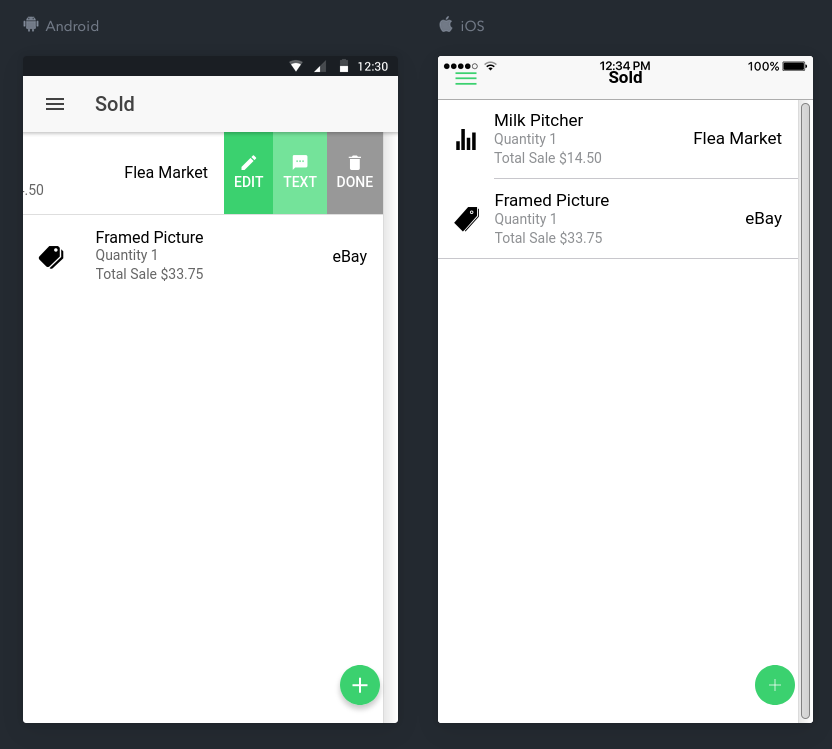 Android
12:30
Sold
Flea Market
.50
EDIT
TEXT
DONE
Framed Picture
Quantity 1
Total Sale $33.75
eBay
iOS
12:34 PM
100%
Sold
Milk Pitcher
Quantity 1
Total Sale $14.50
Flea Market
Framed Picture
Quantity 1
Total Sale $33.75
eBay